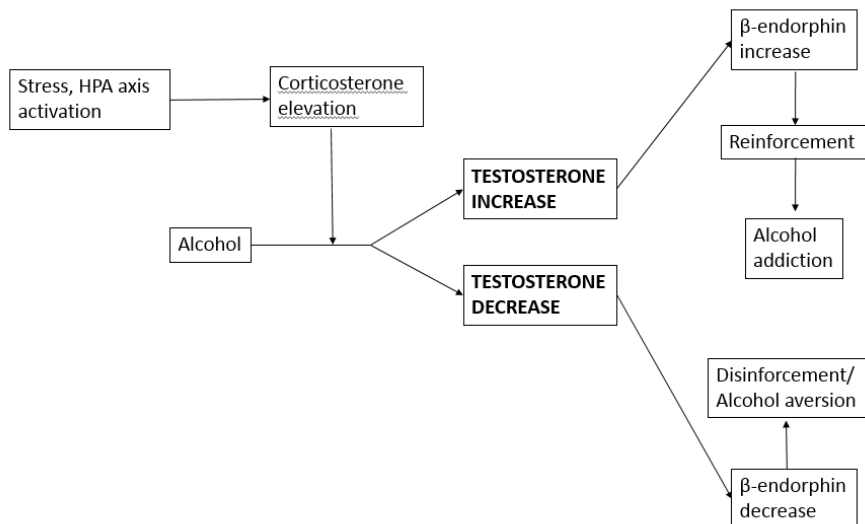 Stress, HPA axis
activation
Corticosterone
elevation
Alcohol
TESTOSTERONE
INCREASE
TESTOSTERONE
DECREASE
β-endorphin
increase
Reinforcement
Alcohol
addiction
Disinforcement/
Alcohol aversion
β-endorphin
decrease